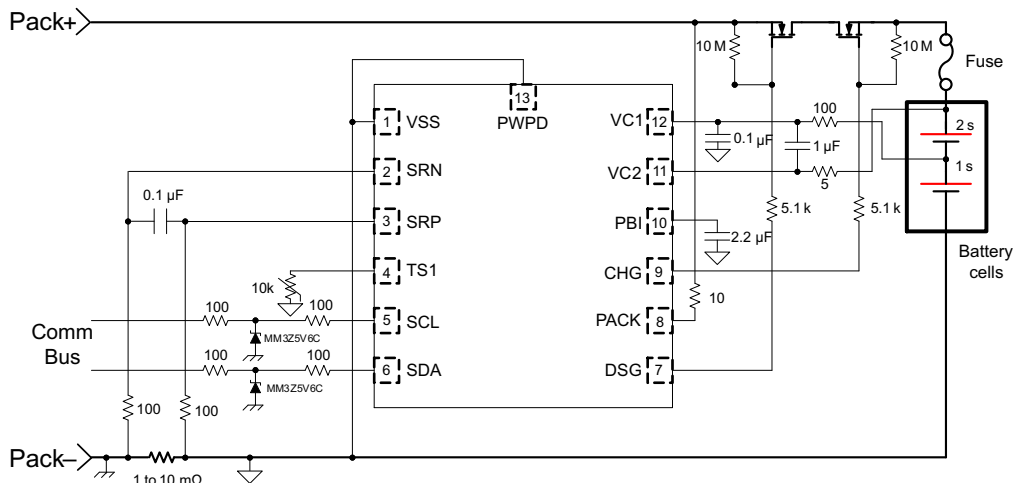 Pack+
10 M
10 M
Fuse
13
PWPD
1 VSS
VC1 12
100
2 s
0.1 µF
1 µF
2 SRN
VC2 11
5
1 s
0.1 µF
3 SRP
PBI 10
5.1 k
5.1 k
2.2 µF
Battery
cells
4 TS1
CHG 9
10k
10
100
100
Comm
Bus
5 SCL
PACK 8
MM3Z5V6C
100
100
6 SDA
DSG 7
MM3Z5V6C
100
100
Pack–
1 to 10 mΩ